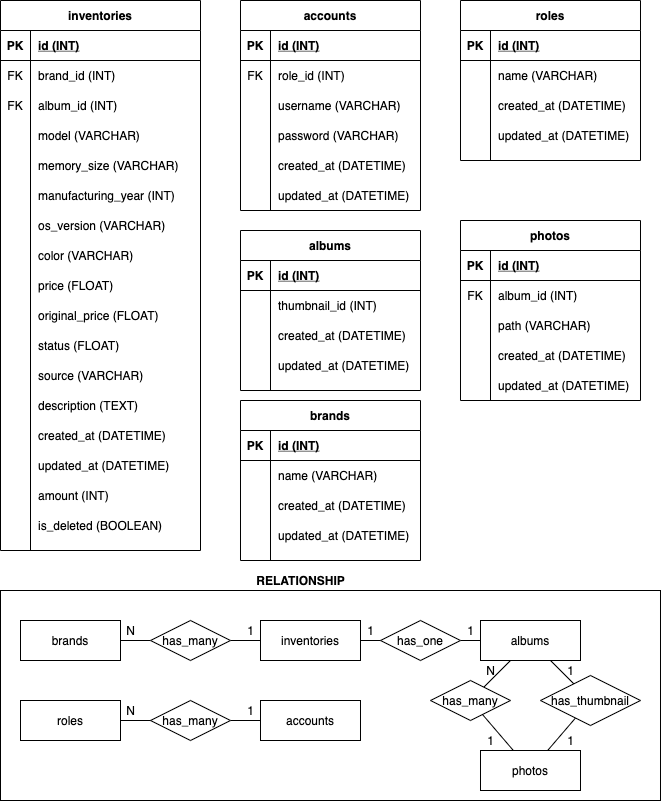 inventories
PK id (INT)
FK brand_id (INT)
FK album_id (INT)
model (VARCHAR)
memory_size (VARCHAR)
manufacturing_year (INT)
os_version (VARCHAR)
color (VARCHAR)
price (FLOAT)
original_price (FLOAT)
status (FLOAT)
source (VARCHAR)
description (TEXT)
created_at (DATETIME)
updated_at (DATETIME)
amount (INT)
is_deleted (BOOLEAN)
accounts
PK id (INT)
FK role_id (INT)
username (VARCHAR)
password (VARCHAR)
created_at (DATETIME)
updated_at (DATETIME)
roles
PK id (INT)
name (VARCHAR)
created_at (DATETIME)
updated_at (DATETIME)
albums
PK id (INT)
thumbnail_id (INT)
created_at (DATETIME)
updated_at (DATETIME)
photos
PK id (INT)
FK album_id (INT)
path (VARCHAR)
created_at (DATETIME)
updated_at (DATETIME)
brands
PK id (INT)
name (VARCHAR)
created_at (DATETIME)
updated_at (DATETIME)
RELATIONSHIP
brands N has_many 1 inventories 1 has_one 1 albums
N 1
roles N has_many 1 accounts
has_many has_thumbnail
1 1
photos